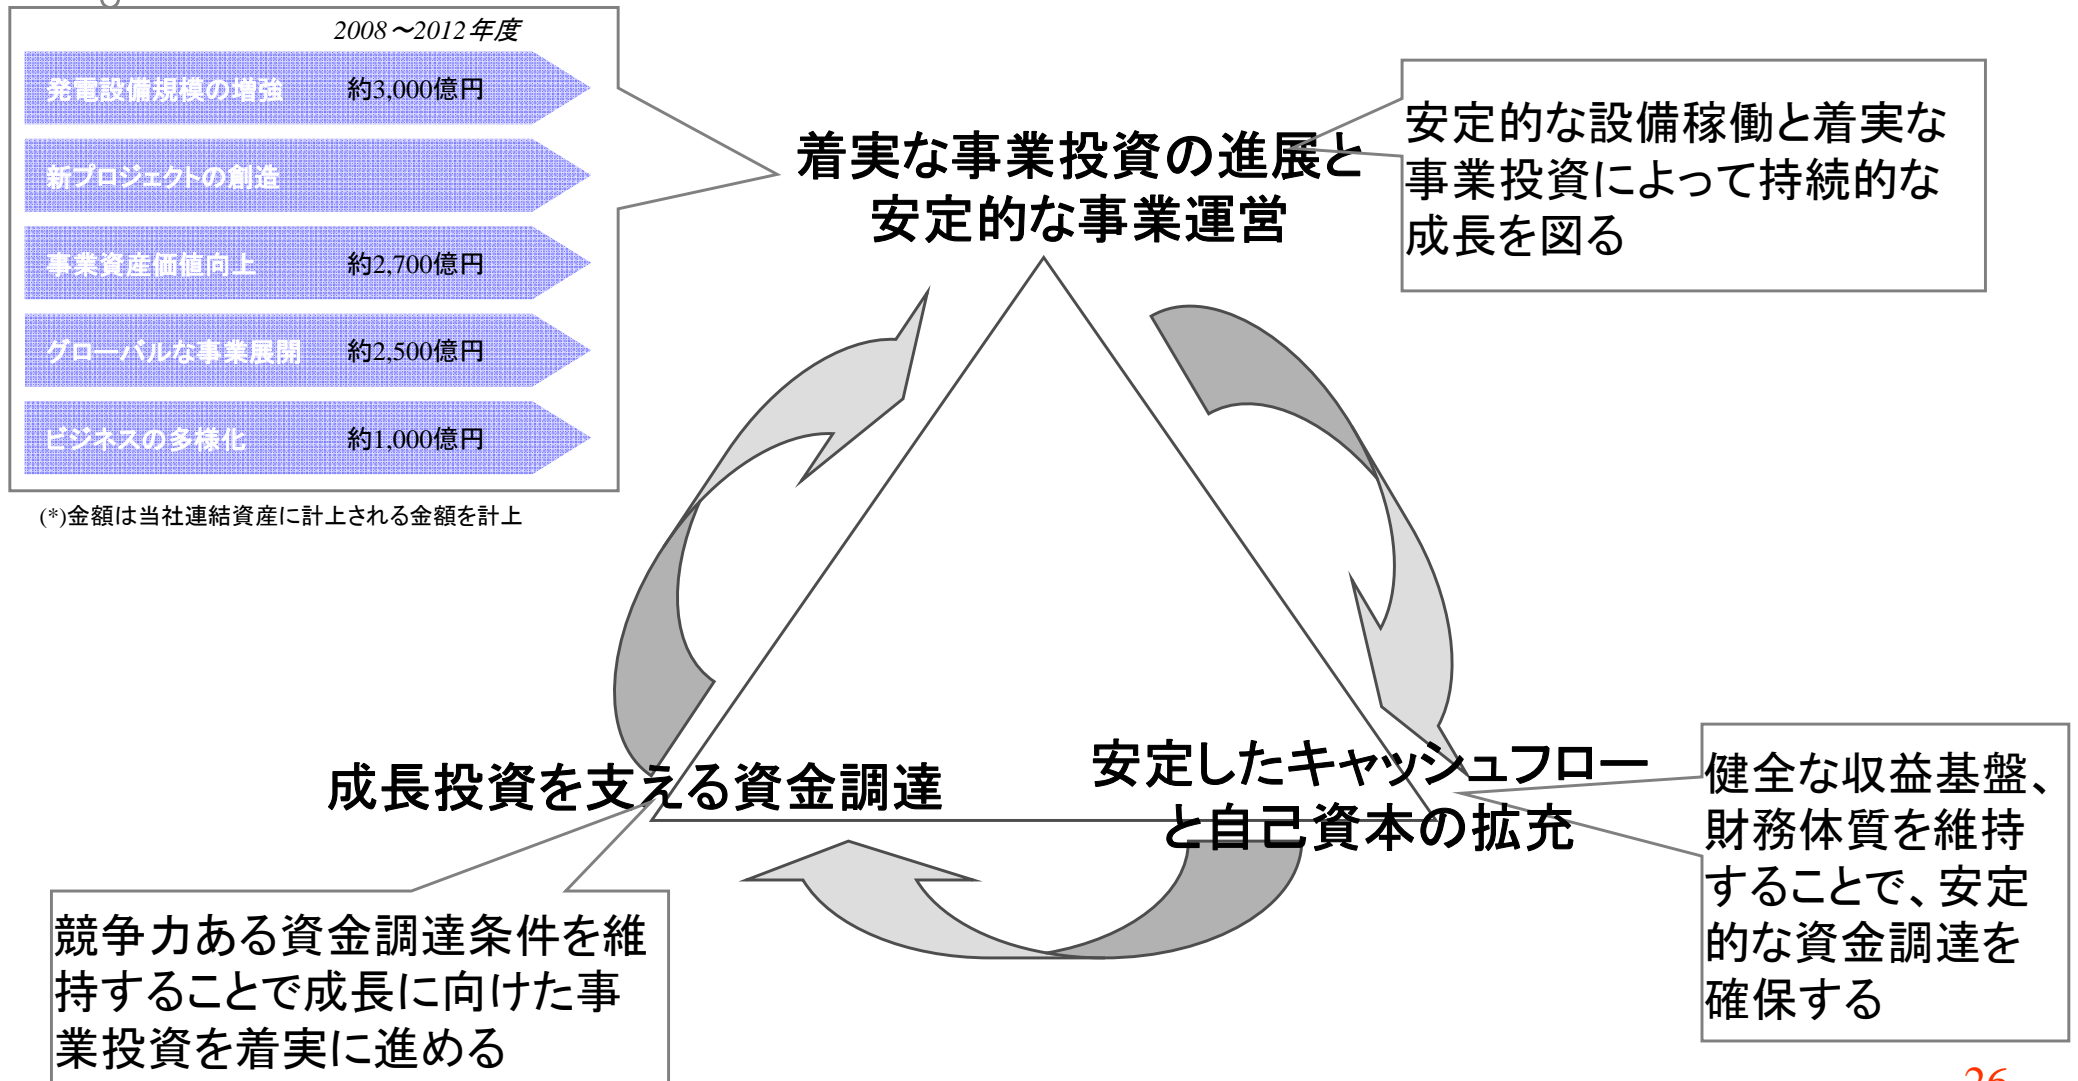 2008～2012年度
発電設備規模の増強 約3,000億円
新プロジェクトの創造
事業資産価値向上 約2,700億円
グローバルな事業展開 約2,500億円
ビジネスの多様化 約1,000億円
(*)金額は当社連結資産に計上される金額を計上
着実な事業投資の進展と
安定的な事業運営
安定的な設備稼働と着実な
事業投資によって持続的な
成長を図る
成長投資を支える資金調達
安定したキャッシュフロー
と自己資本の拡充
健全な収益基盤、
財務体質を維持
することで、安定
的な資金調達を
確保する
競争力ある資金調達条件を維
持することで成長に向けた事
業投資を着実に進める
26